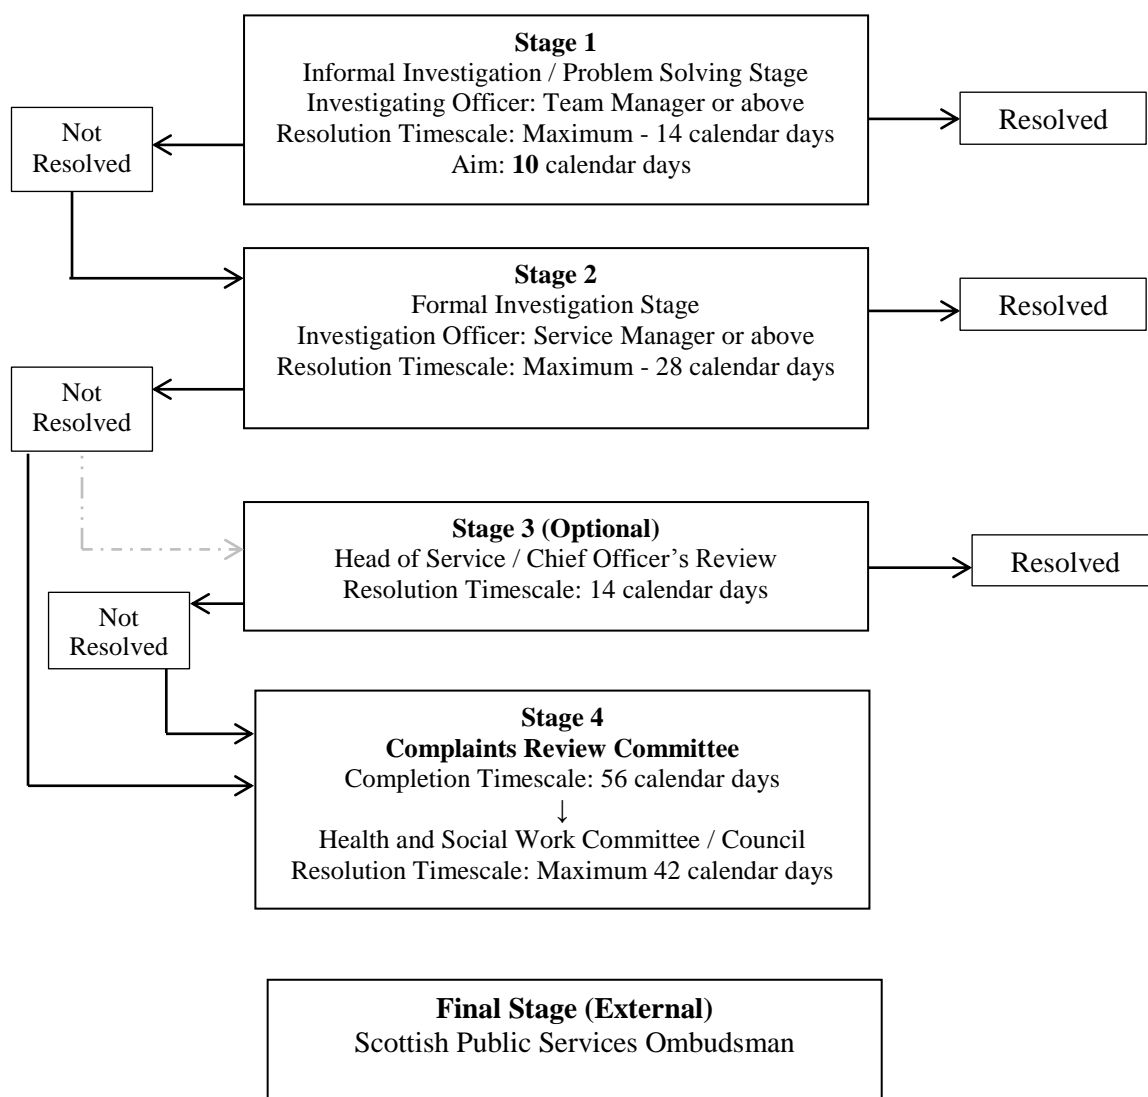 Stage 1
Informal Investigation / Problem Solving Stage
Investigating Officer: Team Manager or above
Resolution Timescale: Maximum - 14 calendar days
Aim: 10 calendar days
Resolved
Not
Resolved
Stage 2
Formal Investigation Stage
Investigation Officer: Service Manager or above
Resolution Timescale: Maximum - 28 calendar days
Resolved
Not
Resolved
Stage 3 (Optional)
Head of Service / Chief Officer’s Review
Resolution Timescale: 14 calendar days
Resolved
Not
Resolved
Stage 4
Complaints Review Committee
Completion Timescale: 56 calendar days
↓
Health and Social Work Committee / Council
Resolution Timescale: Maximum 42 calendar days
Final Stage (External)
Scottish Public Services Ombudsman